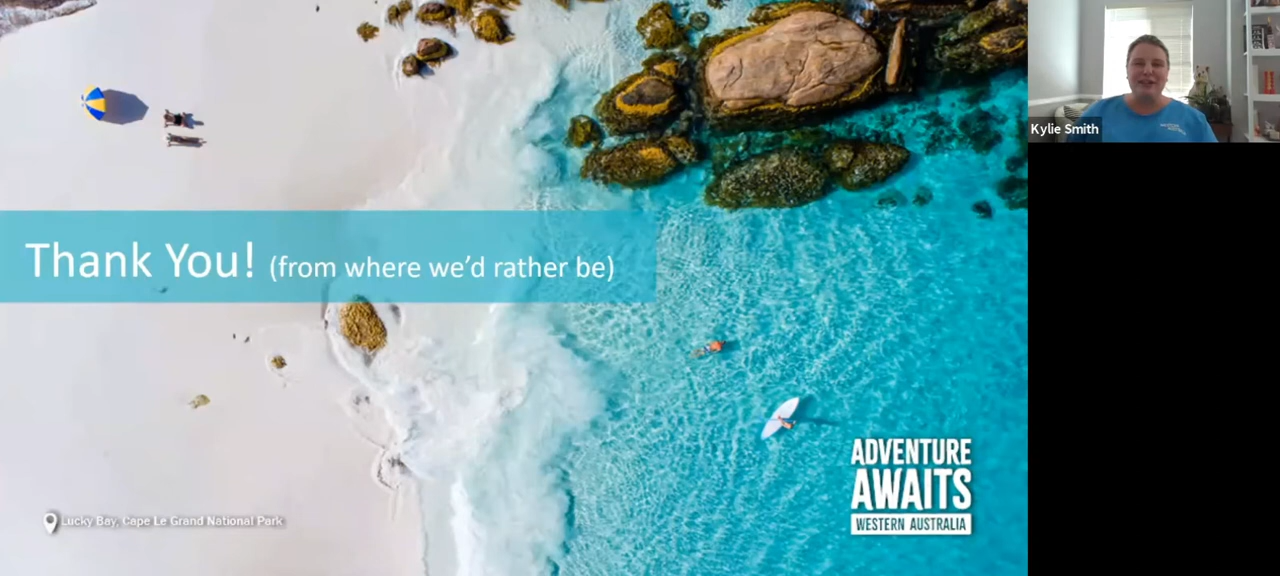 Kylie Smith
Thank You! (from where we'd rather be)
ADVENTURE
AWAITS
WESTERN AUSTRALIA
Lucky Bay, Cape Le Grand National Park